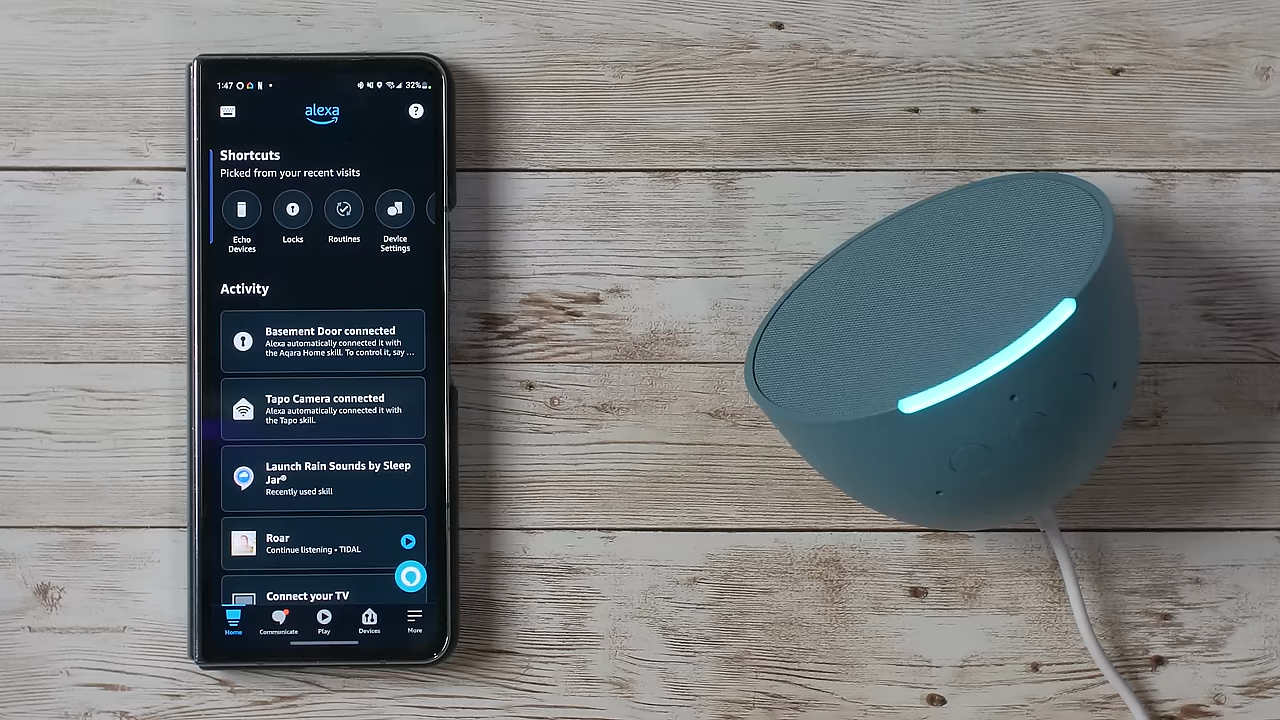 1:47 32%
alexa
?
Shortcuts
Picked from your recent visits
Echo
Devices
Locks
Routines
Device
Settings
Activity
Basement Door connected
Alexa automatically connected it with
the Aqara Home skill. To control it, say ...
Tapo Camera connected
Alexa automatically connected it with
the Tapo skill.
Launch Rain Sounds by Sleep
Jar®
Recently used skill
Roar
Continue listening • TIDAL
Connect your TV
Home
Communicate
Play
Devices
More